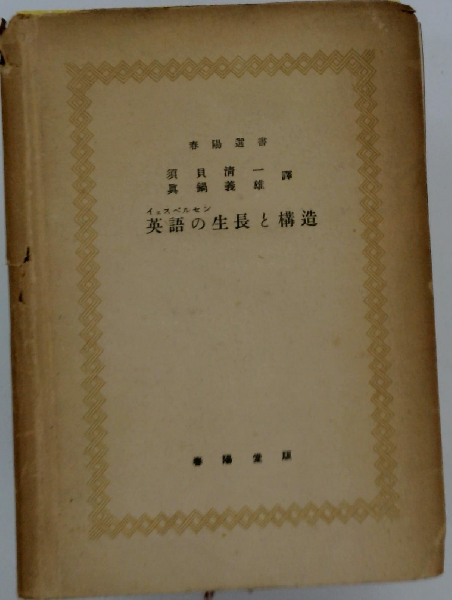 春陽選書
須貝清一
眞鍋義雄 譯
イェスペルセン
英語の生長と構造
春陽堂版